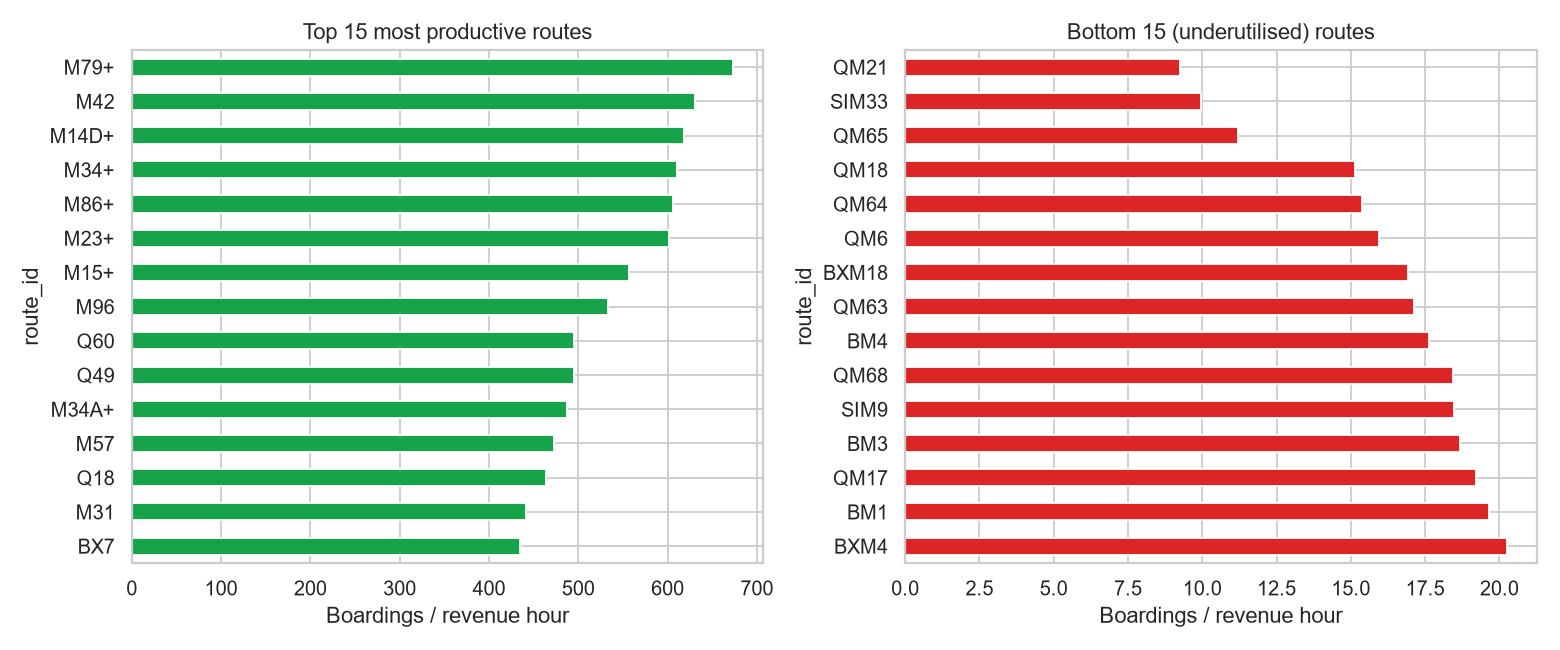 Top 15 most productive routes
route_id
M79+
M42
M14D+
M34+
M86+
M23+
M15+
M96
Q60
Q49
M34A+
M57
Q18
M31
BX7
0 100 200 300 400 500 600 700
Boardings / revenue hour
Bottom 15 (underutilised) routes
route_id
QM21
SIM33
QM65
QM18
QM64
QM6
BXM18
QM63
BM4
QM68
SIM9
BM3
QM17
BM1
BXM4
0.0 2.5 5.0 7.5 10.0 12.5 15.0 17.5 20.0
Boardings / revenue hour